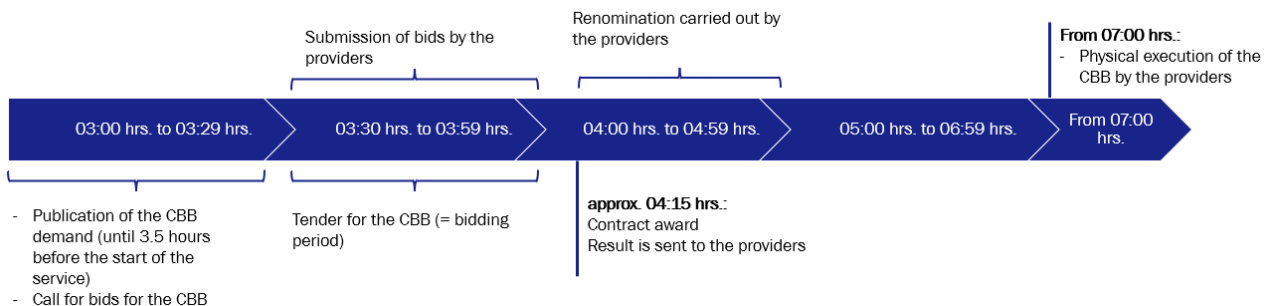 Submission of bids by the
providers
Renomination carried out by
the providers
From 07:00 hrs.:
- Physical execution of the
CBB by the providers
03:00 hrs. to 03:29 hrs.
03:30 hrs. to 03:59 hrs.
04:00 hrs. to 04:59 hrs.
05:00 hrs. to 06:59 hrs.
From 07:00
hrs.
- Publication of the CBB
demand (until 3.5 hours
before the start of the
service)
- Call for bids for the CBB
Tender for the CBB (= bidding
period)
approx. 04:15 hrs.:
Contract award
Result is sent to the providers